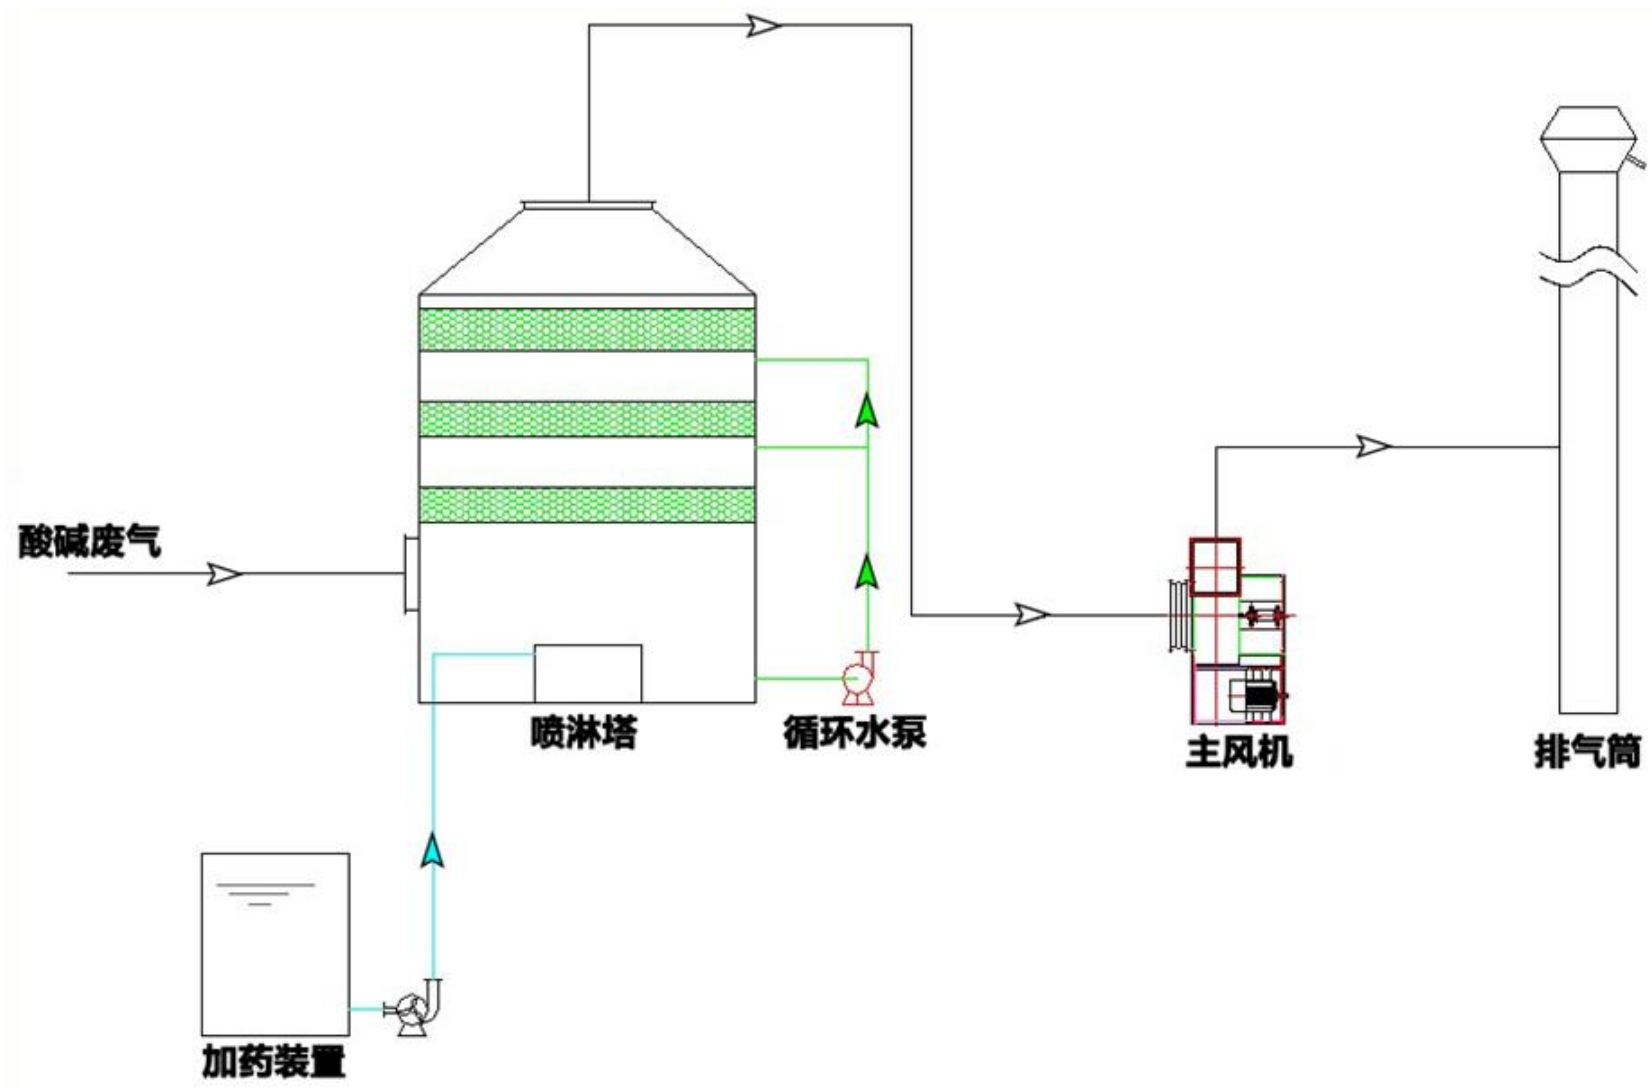 酸碱废气
喷淋塔
循环水泵
主风机
排气筒
加药装置